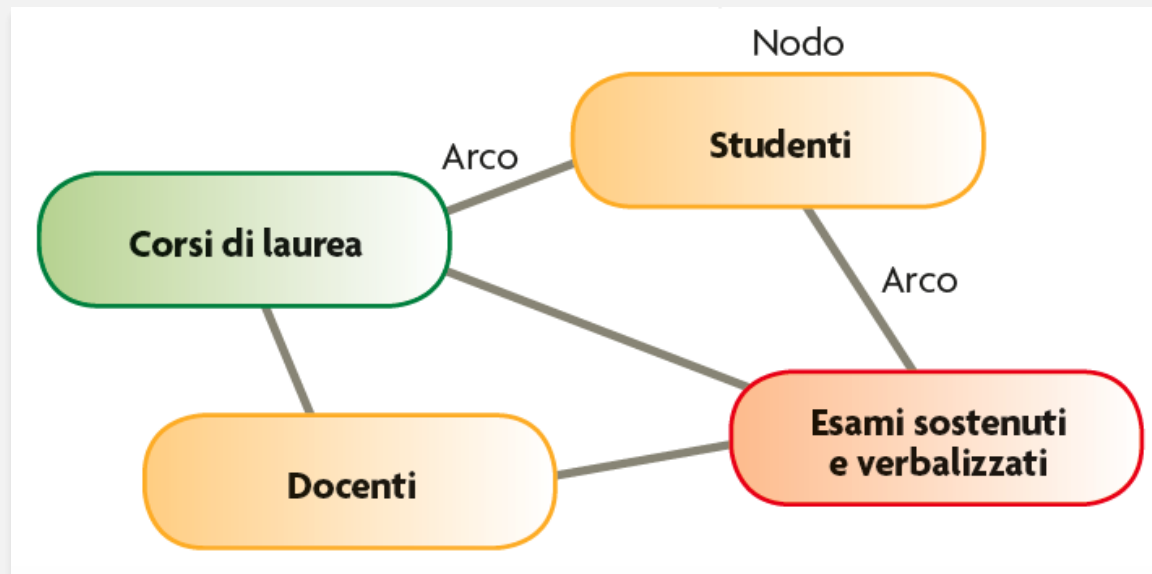 Nodo
Studenti
Arco
Corsi di laurea
Arco
Esami sostenuti
e verbalizzati
Docenti